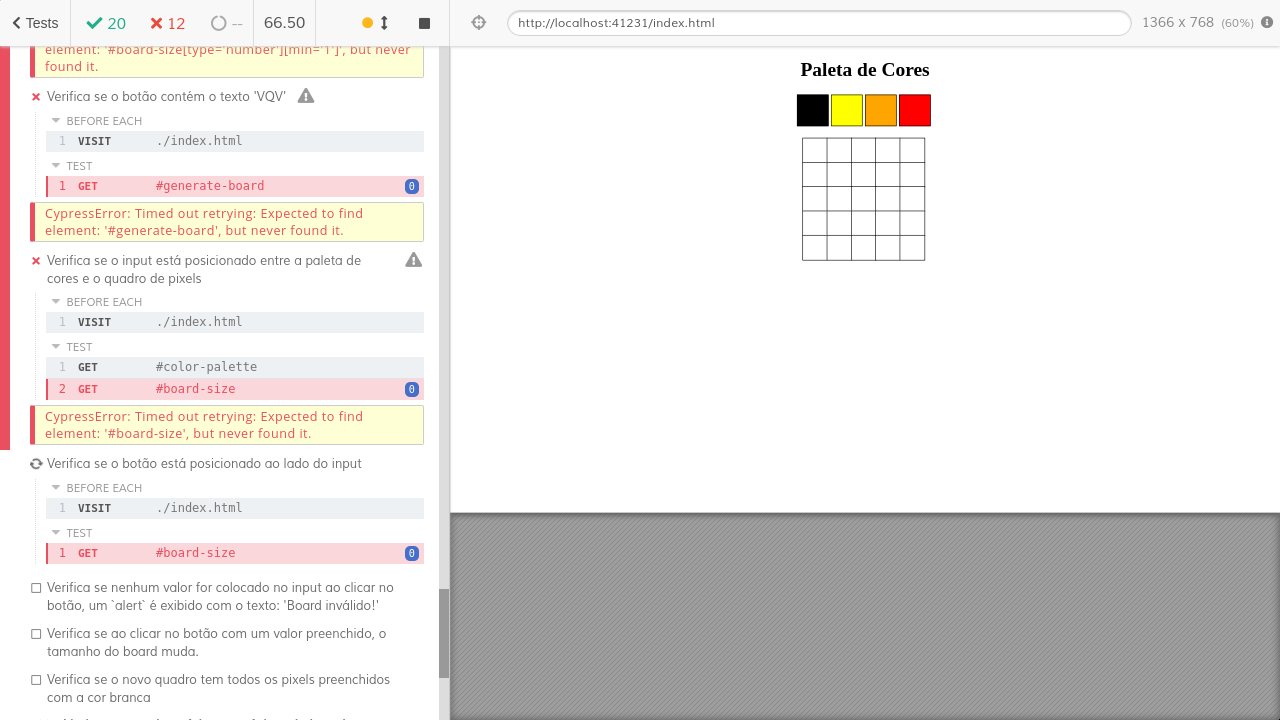 Tests
20
12
--
66.50
http://localhost:41231/index.html
1366 x 768 (60%)
element: '#board-size[type='number'][min='1']', but never
found it.
Verifica se o botão contém o texto 'VQV'
BEFORE EACH
1 VISIT ./index.html
TEST
1 GET #generate-board 0
CypressError: Timed out retrying: Expected to find
element: '#generate-board', but never found it.
Verifica se o input está posicionado entre a paleta de
cores e o quadro de pixels
BEFORE EACH
1 VISIT ./index.html
TEST
1 GET #color-palette
2 GET #board-size 0
CypressError: Timed out retrying: Expected to find
element: '#board-size', but never found it.
Verifica se o botão está posicionado ao lado do input
BEFORE EACH
1 VISIT ./index.html
TEST
1 GET #board-size 0
Verifica se nenhum valor for colocado no input ao clicar no
botão, um `alert` é exibido com o texto: 'Board inválido!'
Verifica se ao clicar no botão com um valor preenchido, o
tamanho do board muda.
Verifica se o novo quadro tem todos os pixels preenchidos
com a cor branca
Paleta de Cores